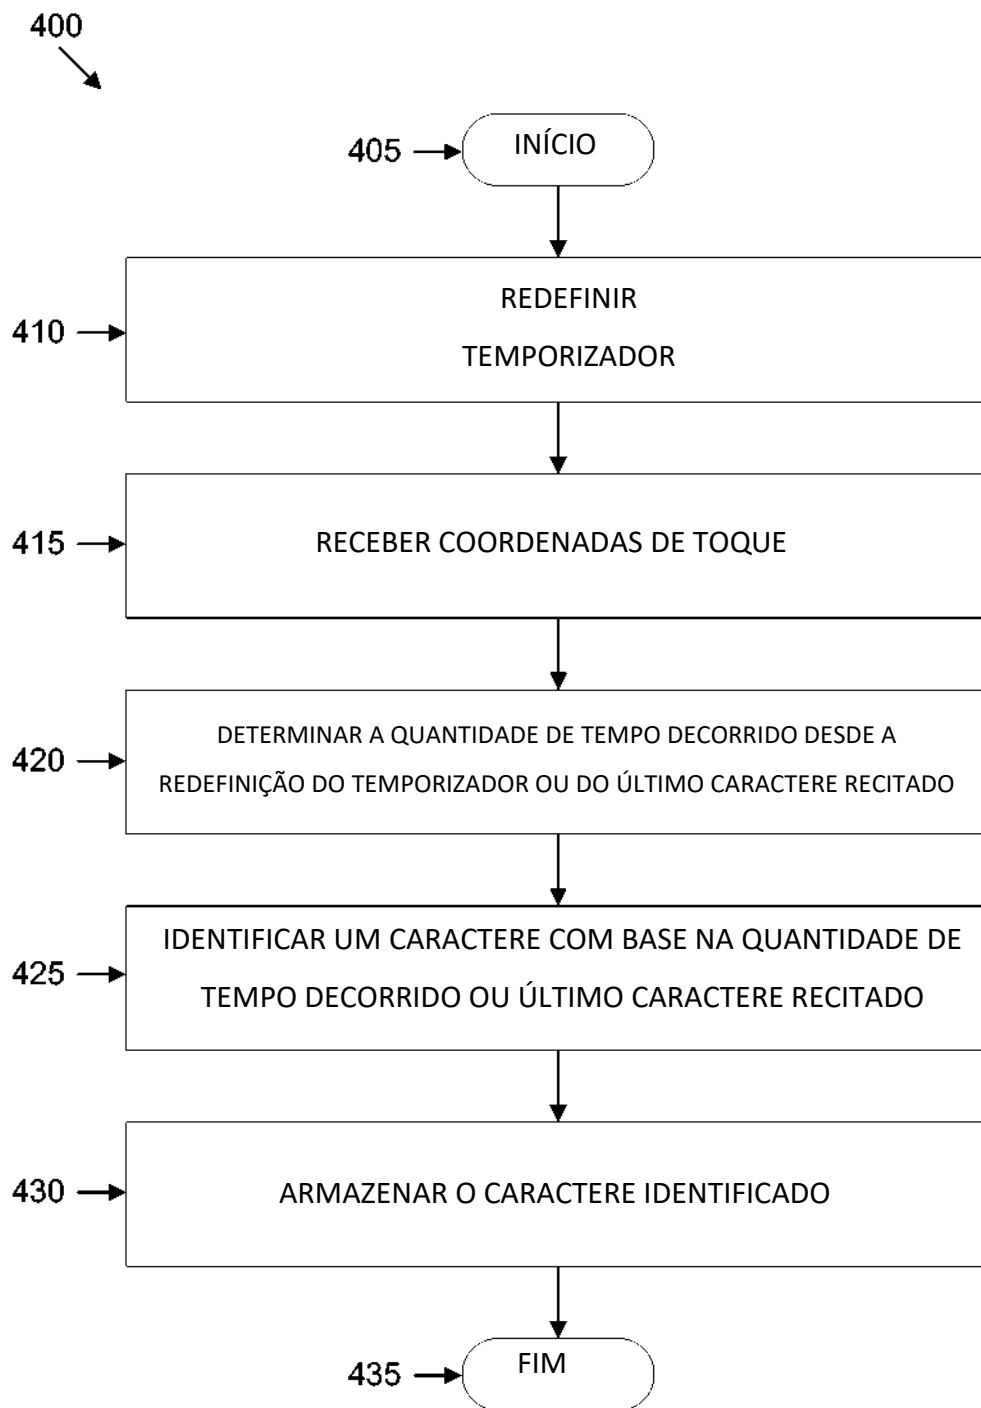 400
405
INÍCIO
410
REDEFINIR
TEMPORIZADOR
415
RECEBER COORDENADAS DE TOQUE
420
DETERMINAR A QUANTIDADE DE TEMPO DECORRIDO DESDE A
REDEFINIÇÃO DO TEMPORIZADOR OU DO ÚLTIMO CARACTERE RECITADO
425
IDENTIFICAR UM CARACTERE COM BASE NA QUANTIDADE DE
TEMPO DECORRIDO OU ÚLTIMO CARACTERE RECITADO
430
ARMAZENAR O CARACTERE IDENTIFICADO
435
FIM